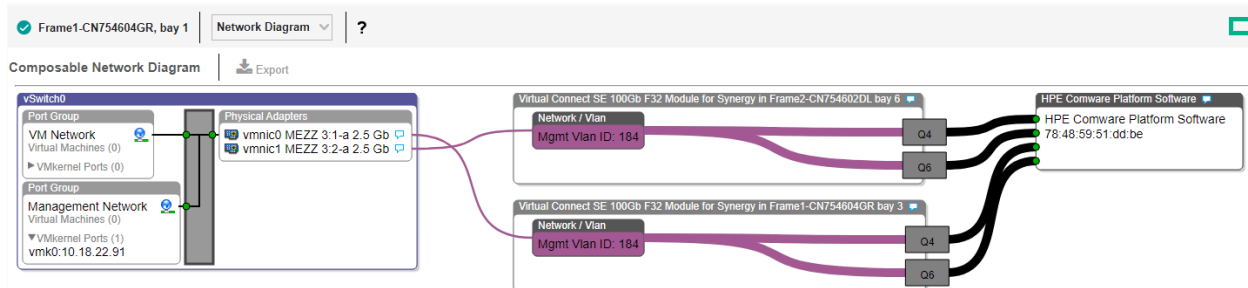 Frame1-CN754604GR, bay 1
Network Diagram
?
Composable Network Diagram
Export
vSwitch0
Port Group
VM Network
Virtual Machines (0)
VMkernel Ports (0)
Port Group
Management Network
Virtual Machines (0)
VMkernel Ports (1)
vmk0:10.18.22.91
Physical Adapters
vmnic0 MEZZ 3:1-a 2.5 Gb
vmnic1 MEZZ 3:2-a 2.5 Gb
Virtual Connect SE 100Gb F32 Module for Synergy in Frame2-CN754602DL bay 6
Network / Vlan
Mgmt Vlan ID: 184
Q4
Q6
Virtual Connect SE 100Gb F32 Module for Synergy in Frame1-CN754604GR bay 3
Network / Vlan
Mgmt Vlan ID: 184
Q4
Q6
HPE Comware Platform Software
HPE Comware Platform Software
78:48:59:51:dd:be